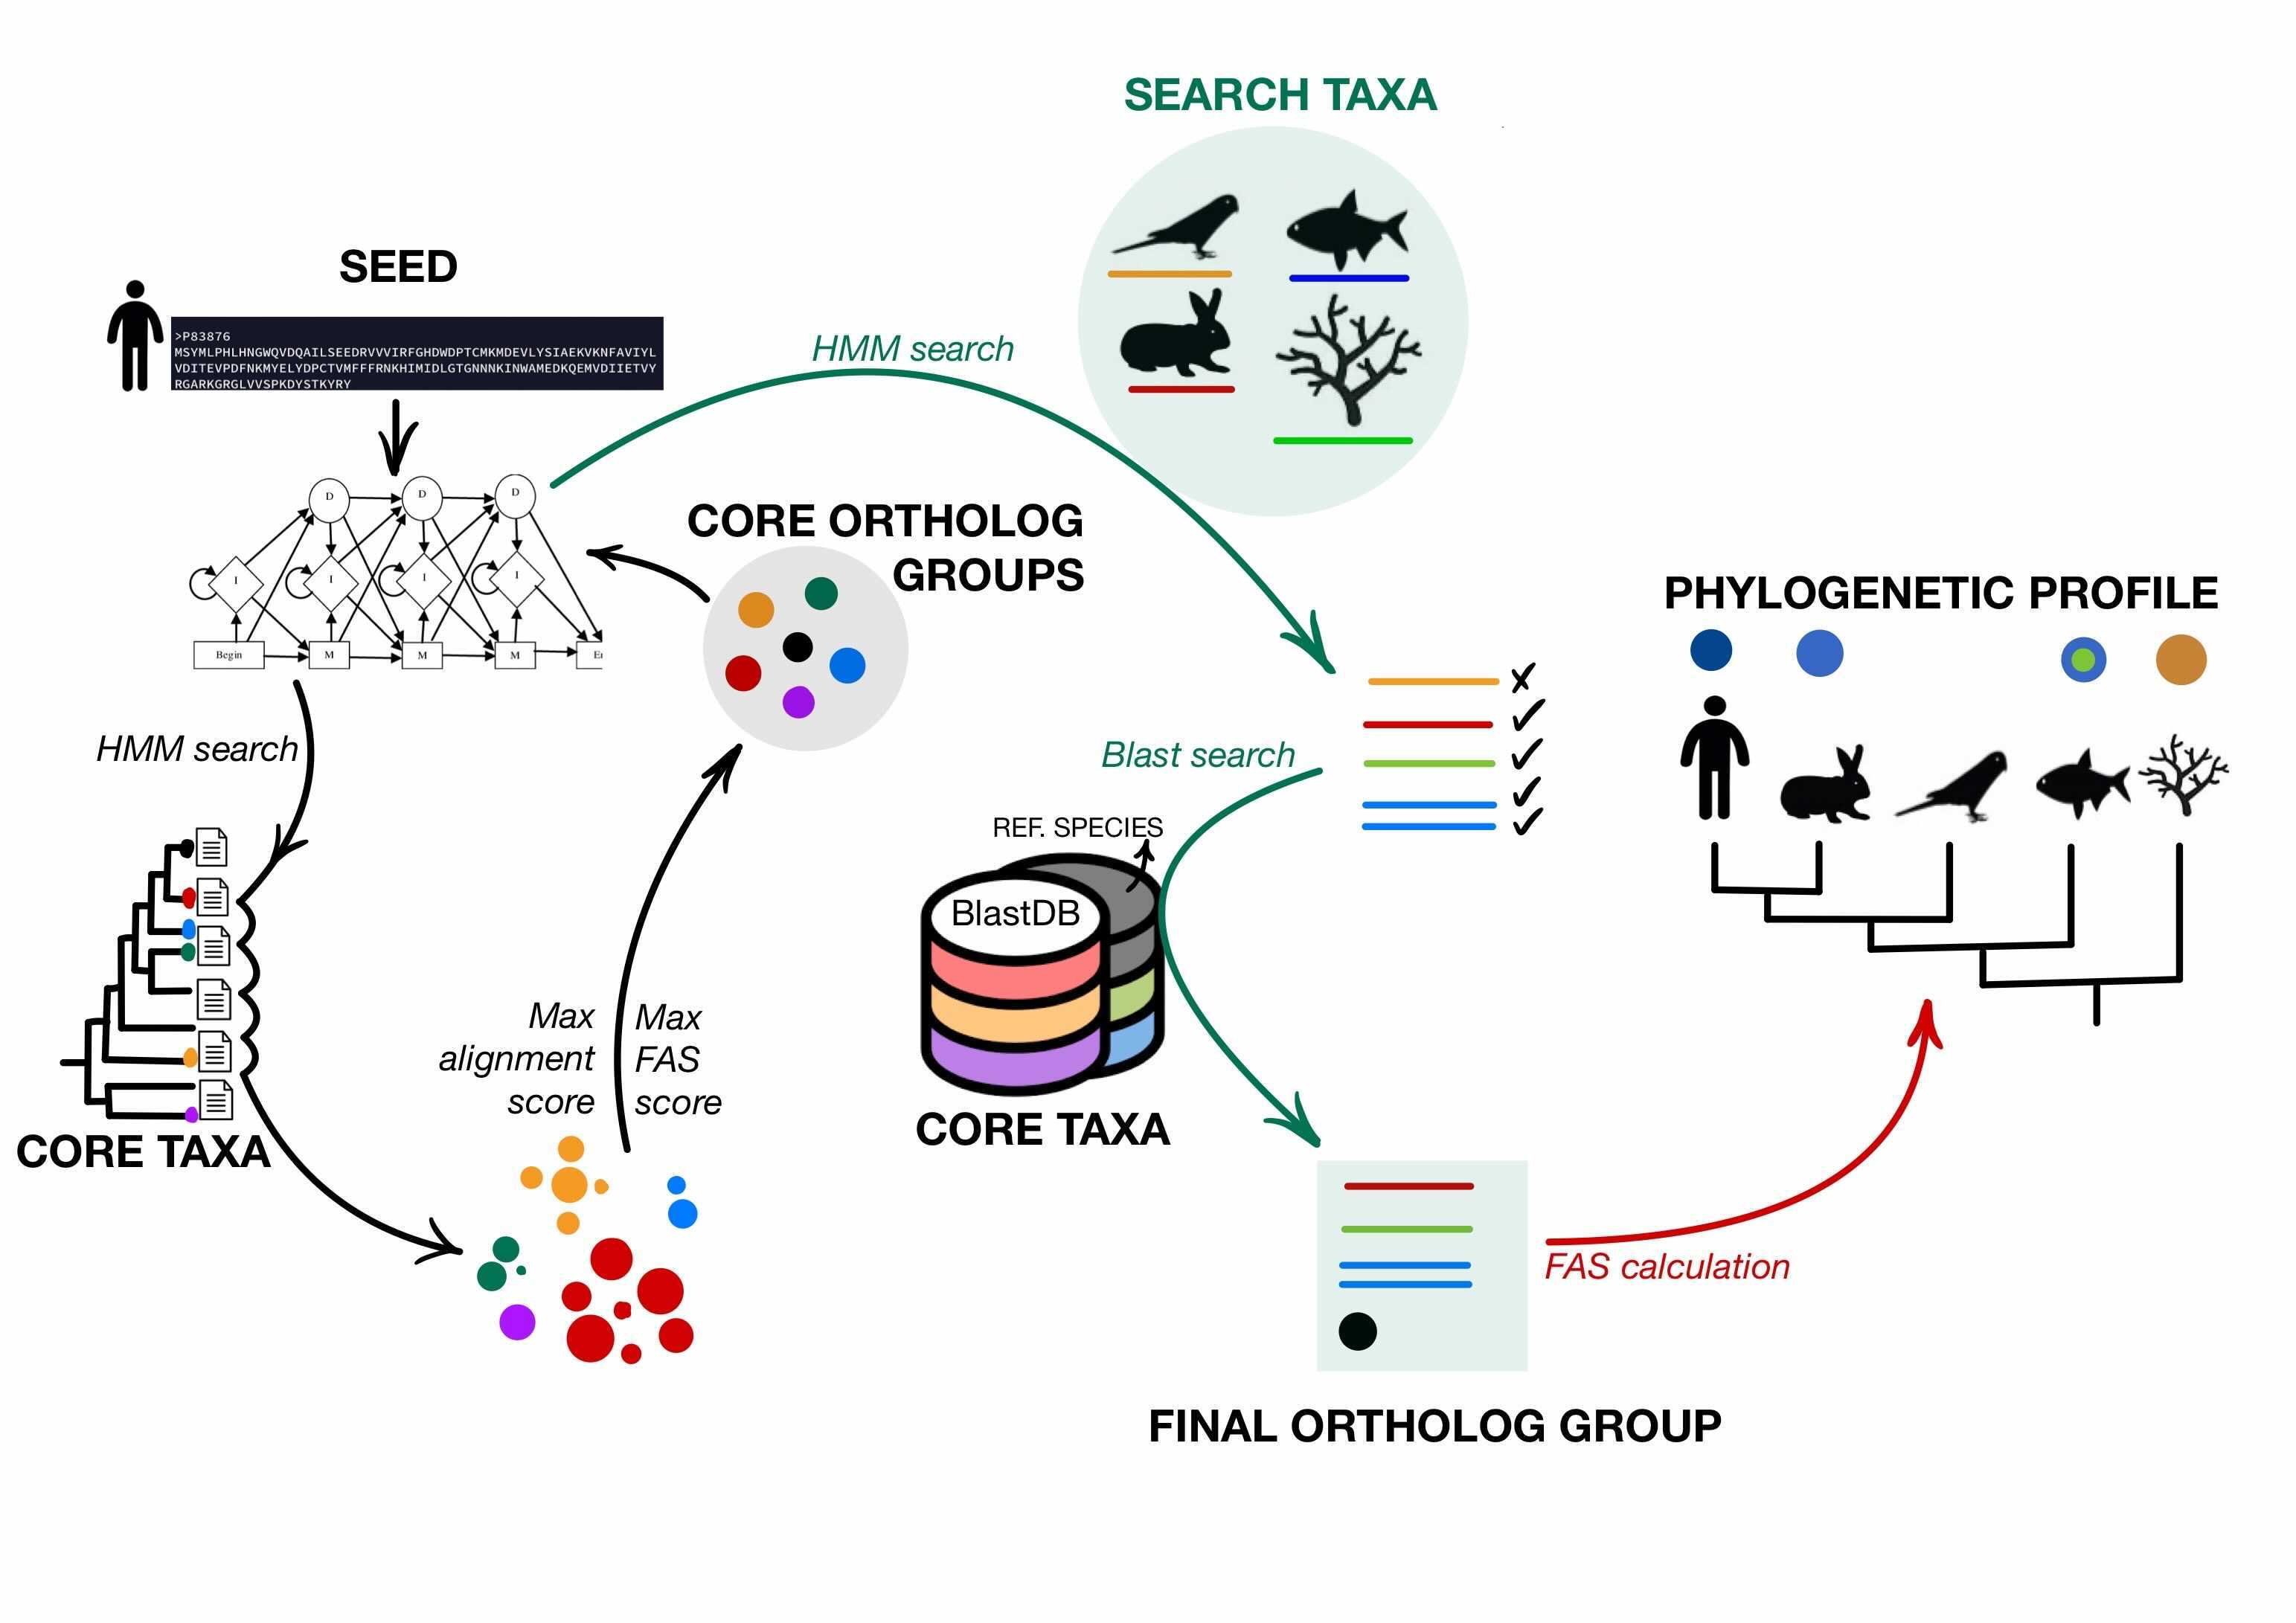 SEARCH TAXA
SEED
>P83876
MSYMLPHLHNGWQVDQAILSEEDRVVVIRFGHDWDPTCMKMDEVLYSIAEKVKNFAVIYL
VDITEVPDFNKMYELYDPCTVMFFFRNKHIMIDLGTGNNNKINWAMEDKQEMVDIIETVY
RGARKGRGLVVSPKDYSTKYRY
HMM search
D D D
I I I I
Begin M M M En
CORE ORTHOLOG
GROUPS
HMM search
CORE TAXA
Max
alignment
score
Max
FAS
score
Blast search
REF. SPECIES
BlastDB
CORE TAXA
FINAL ORTHOLOG GROUP
FAS calculation
PHYLOGENETIC PROFILE